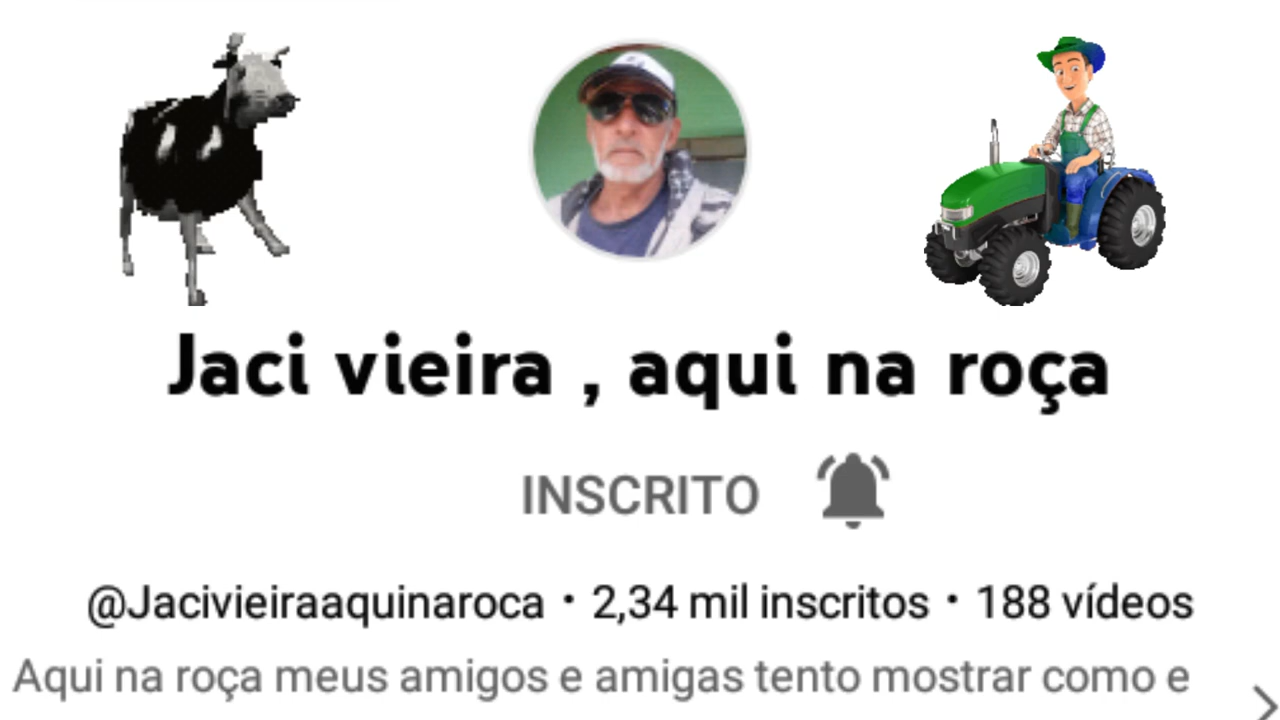 Jaci vieira , aqui na roça
INSCRITO
@Jacivieiraaquinaroca · 2,34 mil inscritos · 188 vídeos
Aqui na roça meus amigos e amigas tento mostrar como e